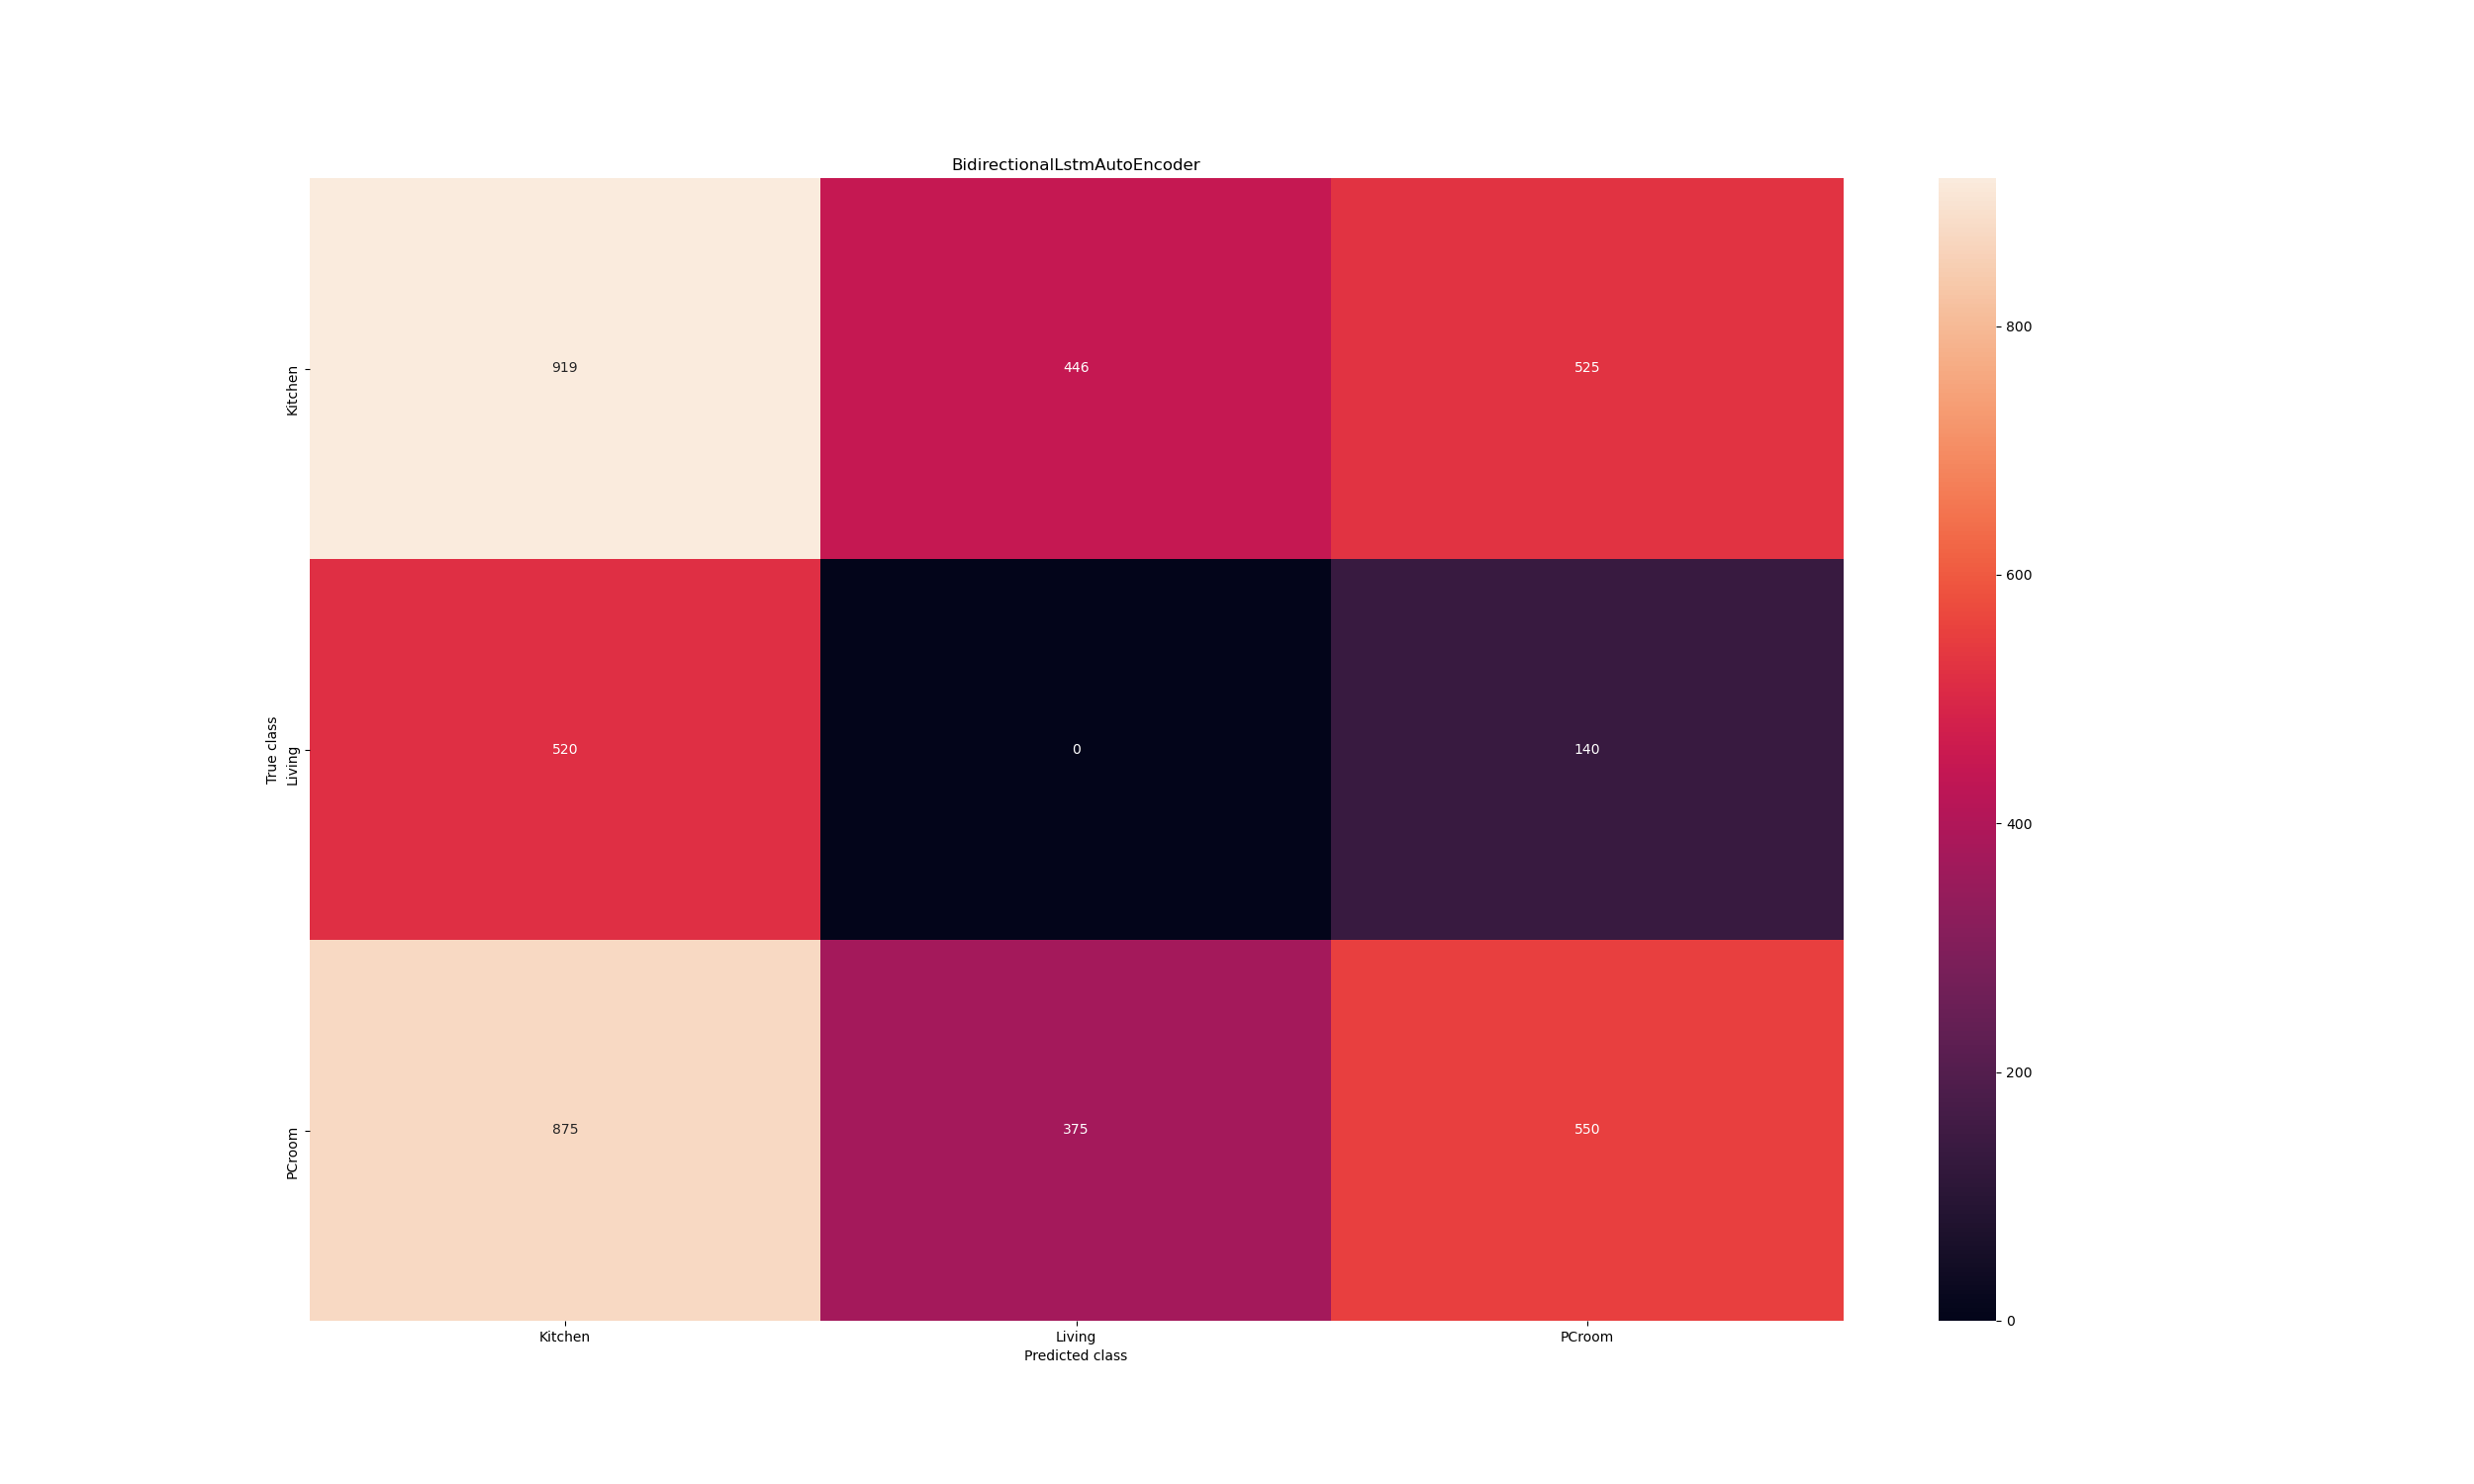 BidirectionalLstmAutoEncoder
True class
Kitchen
919 446 525
800
600
Living
520 0 140
400
200
PCroom
875 375 550
0
Kitchen Living PCroom
Predicted class